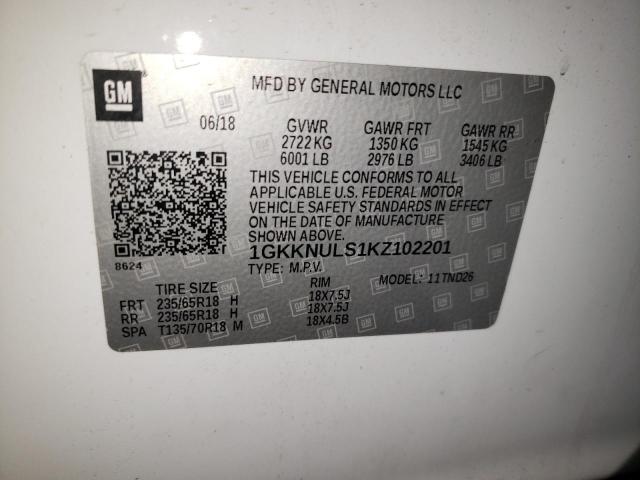 GM
MFD BY GENERAL MOTORS LLC
06/18 GVWR GAWR FRT GAWR RR
2722 KG 1350 KG 1545 KG
6001 LB 2976 LB 3406 LB
THIS VEHICLE CONFORMS TO ALL
APPLICABLE U.S. FEDERAL MOTOR
VEHICLE SAFETY STANDARDS IN EFFECT
ON THE DATE OF MANUFACTURE
SHOWN ABOVE.
8624
1GKKNULS1KZ102201
TYPE: M.P.V. MODEL: 11TND26
TIRE SIZE RIM
FRT 235/65R18 H 18X7.5J
RR 235/65R18 H 18X7.5J
SPA T135/70R18 M 18X4.5B